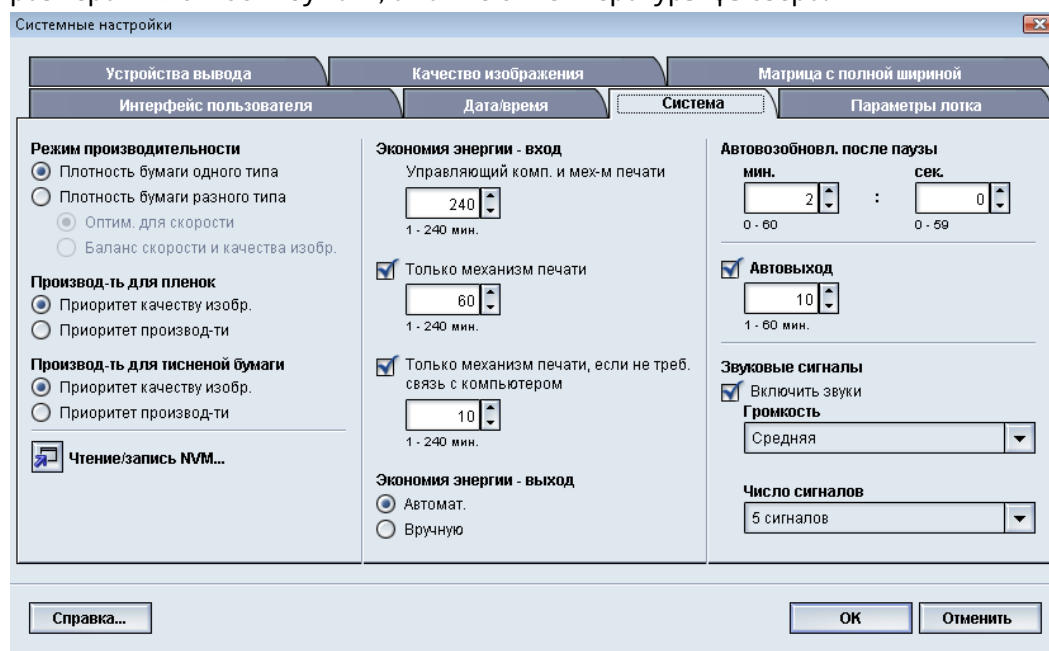 Системные настройки
Устройства вывода
Качество изображения
Матрица с полной шириной
Интерфейс пользователя
Дата/время
Система
Параметры лотка
Режим производительности
Плотность бумаги одного типа
Плотность бумаги разного типа
Оптим. для скорости
Баланс скорости и качества изобр.
Производ-ть для пленок
Приоритет качеству изобр.
Приоритет производ-ти
Производ-ть для тисненой бумаги
Приоритет качеству изобр.
Приоритет производ-ти
Чтение/запись NVM...
Экономия энергии - вход
Управляющий комп. и мех-м печати
240
1 - 240 мин.
Только механизм печати
60
1 - 240 мин.
Только механизм печати, если не треб.
связь с компьютером
10
1 - 240 мин.
Экономия энергии - выход
Автомат.
Вручную
Автовозобновл. после паузы
мин.
сек.
2 : 0
0 - 60
0 - 59
Автовыход
10
1 - 60 мин.
Звуковые сигналы
Включить звуки
Громкость
Средняя
Число сигналов
5 сигналов
Справка...
OK
Отменить